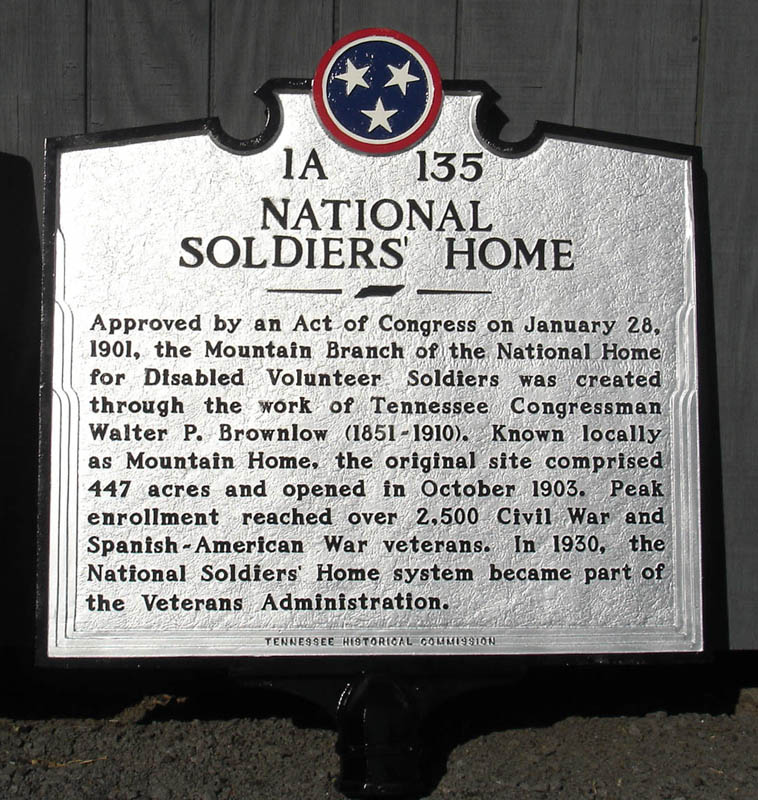 1A 135
NATIONAL
SOLDIERS' HOME
Approved by an Act of Congress on January 28,
1901, the Mountain Branch of the National Home
for Disabled Volunteer Soldiers was created
through the work of Tennessee Congressman
Walter P. Brownlow (1851-1910). Known locally
as Mountain Home, the original site comprised
447 acres and opened in October 1903. Peak
enrollment reached over 2,500 Civil War and
Spanish-American War veterans. In 1930, the
National Soldiers' Home system became part of
the Veterans Administration.
TENNESSEE HISTORICAL COMMISSION